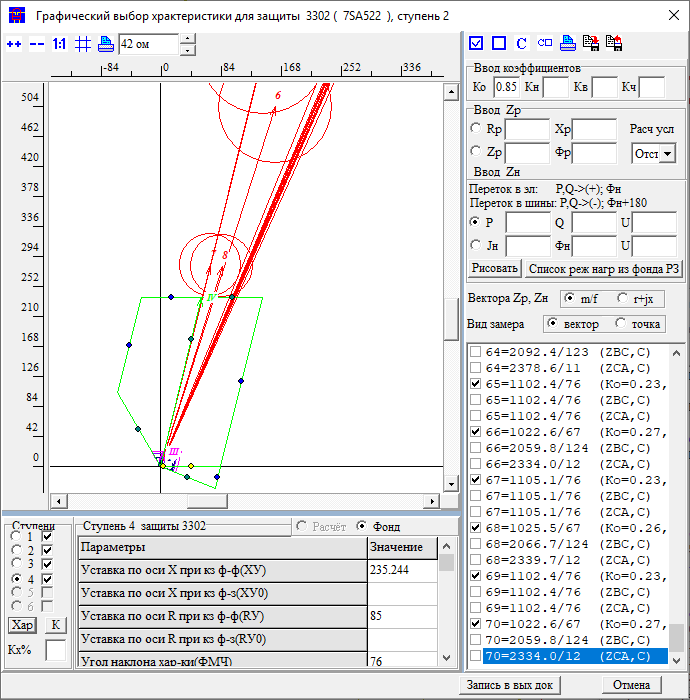 Графический выбор храктеристики для защиты 3302 ( 7SA522 ), ступень 2
1:1
42 ом
C
-84 0 84 168 252 336
504
462
420
378
336
294
252
210
168
126
84
42
0
6
8
IV
III
Ввод коэффициентов
Ко 0.85 Кн Кв Кч
Ввод Zр
Rр Xр Расч усл
Zр Фр Отст
Ввод Zн
Переток в зл: P,Q->(+); Фн
Переток в шины: P,Q->(-); Фн+180
P Q U
Jн Фн U
Рисовать Список реж нагр из фонда РЗ
Вектора Zр, Zн m/f r+jx
Вид замера вектор точка
64=2092.4/123 (ZBC,C)
64=2378.6/11 (ZCA,C)
65=1102.4/76 (Ко=0.23,
65=1102.4/76 (ZBC,C)
65=1102.4/76 (ZCA,C)
66=1022.6/67 (Ко=0.27,
66=2059.8/124 (ZBC,C)
66=2334.0/12 (ZCA,C)
67=1105.1/76 (Ко=0.23,
67=1105.1/76 (ZBC,C)
67=1105.1/76 (ZCA,C)
68=1025.5/67 (Ко=0.26,
68=2066.7/124 (ZBC,C)
68=2339.7/12 (ZCA,C)
69=1102.4/76 (Ко=0.23,
69=1102.4/76 (ZBC,C)
69=1102.4/76 (ZCA,C)
70=1022.6/67 (Ко=0.27,
70=2059.8/124 (ZBC,C)
70=2334.0/12 (ZCA,C)
Ступени
1
2
3
4
5
6
Хар К
Кх%
Ступень 4 защиты 3302 Расчёт Фонд
Параметры Значение
Уставка по оси X при кз ф-ф(ХУ) 235.244
Уставка по оси X при кз ф-з(ХУ0)
Уставка по оси R при кз ф-ф(RУ) 85
Уставка по оси R при кз ф-з(RУ0)
Угол наклона хар-ки(ФМЧ) 76
Запись в вых док Отмена